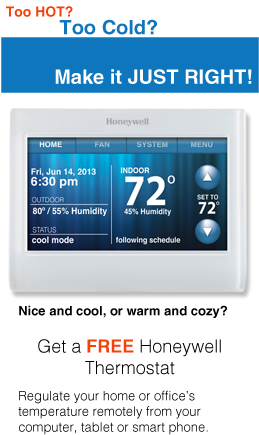 Too HOT?
Too Cold?
Make it JUST RIGHT!
Honeywell
HOME FAN SYSTEM MENU
Fri, Jun 14, 2013
6:30 pm
OUTDOOR
80° / 55% Humidity
STATUS
cool mode
INDOOR
72°
45% Humidity
following schedule
SET TO
72°
Nice and cool, or warm and cozy?
Get a FREE Honeywell
Thermostat
Regulate your home or office's
temperature remotely from your
computer, tablet or smart phone.